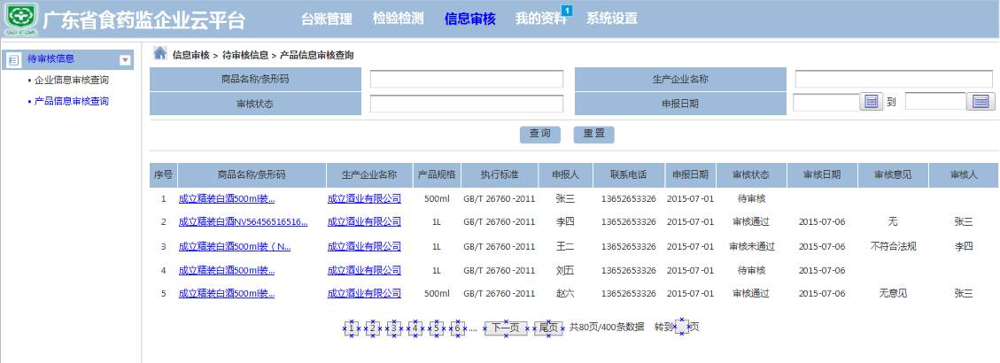 广东省食药监企业云平台 台账管理 检验检测 信息审核 我的资料 1 系统设置
待审核信息
• 企业信息审核查询
• 产品信息审核查询
信息审核 > 待审核信息 > 产品信息审核查询
商品名称/条形码 生产企业名称
审核状态 申报日期 到
查 询 重 置
序号 商品名称/条形码 生产企业名称 产品规格 执行标准 申报人 联系电话 申报日期 审核状态 审核日期 审核意见 审核人
1 成立精装白酒500ml装... 成立酒业有限公司 500ml GB/T 26760 -2011 张三 13652653326 2015-07-01 待审核
2 成立精装白酒NV56456516516... 成立酒业有限公司 1L GB/T 26760 -2011 李四 13652653326 2015-07-01 审核通过 2015-07-06 无 张三
3 成立精装白酒500ml装（N... 成立酒业有限公司 1L GB/T 26760 -2011 王二 13652653326 2015-07-01 审核未通过 2015-07-06 不符合法规 李四
4 成立精装白酒500ml装... 成立酒业有限公司 1L GB/T 26760 -2011 刘五 13652653326 2015-07-01 待审核 2015-07-06
5 成立精装白酒500ml装... 成立酒业有限公司 500ml GB/T 26760 -2011 赵六 13652653326 2015-07-01 审核通过 2015-07-06 无意见 张三
1 2 3 4 5 6 .... 下一页 尾页 共80页/400条数据 转到 页